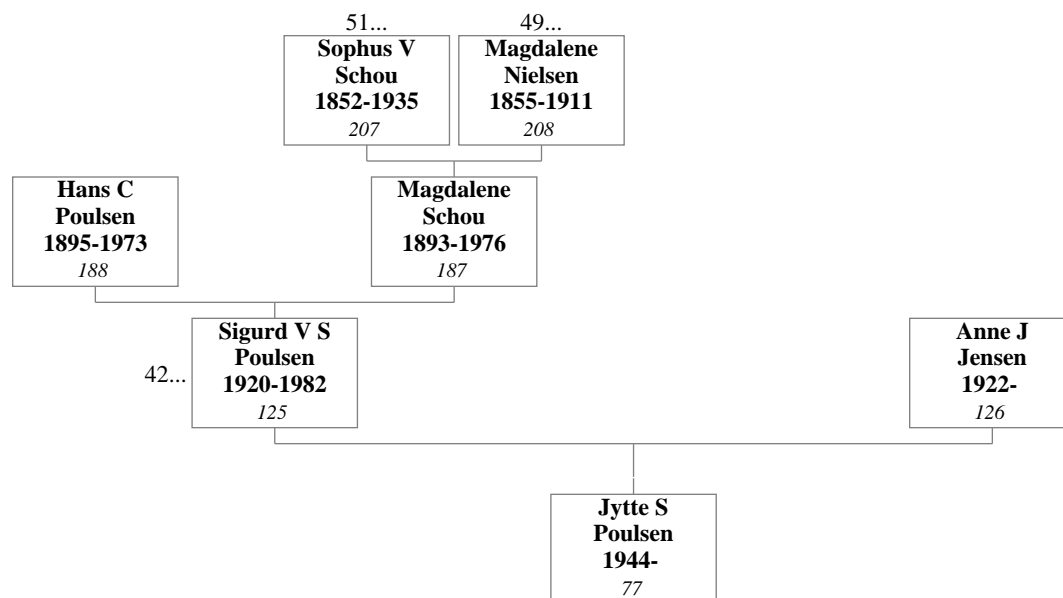 51...
49...
Sophus V
Schou
1852-1935
207
Magdalene
Nielsen
1855-1911
208
Hans C
Poulsen
1895-1973
188
Magdalene
Schou
1893-1976
187
42...
Sigurd V S
Poulsen
1920-1982
125
Anne J
Jensen
1922-
126
Jytte S
Poulsen
1944-
77